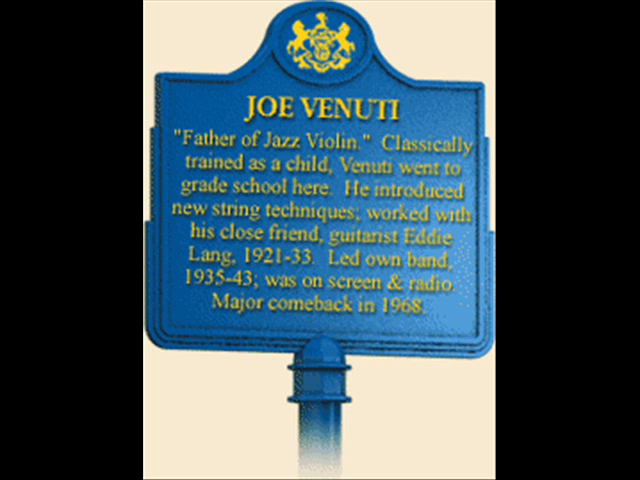 JOE VENUTI
"Father of Jazz Violin." Classically
trained as a child, Venuti went to
grade school here. He introduced
new string techniques; worked with
his close friend, guitarist Eddie
Lang, 1921-33. Led own band,
1935-43; was on screen & radio.
Major comeback in 1968.